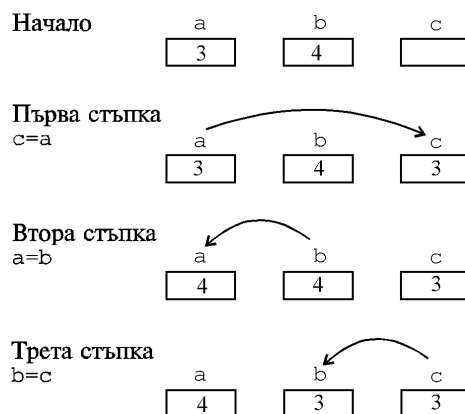 Начало a b c
3 4
Първа стъпка
c=a a b c
3 4 3
Втора стъпка
a=b a b c
4 4 3
Трета стъпка a b c
b=c
4 3 3